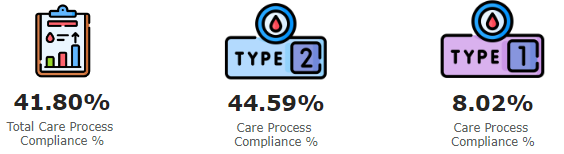 TYPE 2
TYPE 1
41.80%
44.59%
8.02%
Total Care Process
Compliance %
Care Process
Compliance %
Care Process
Compliance %